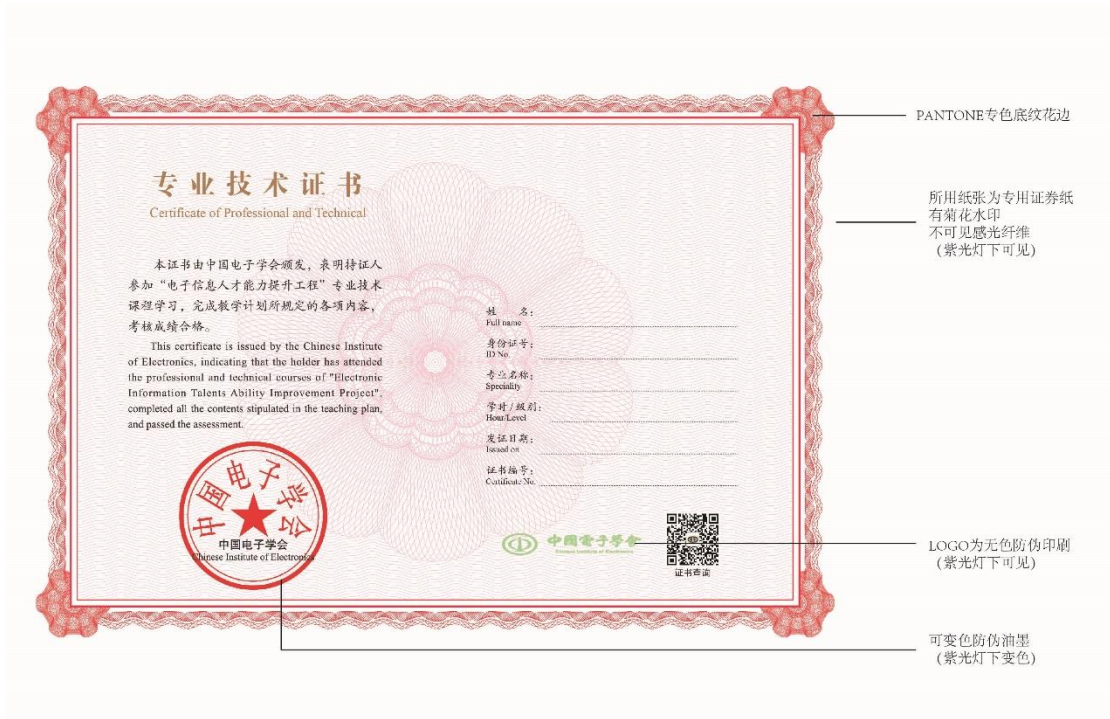 专业技术证书
Certificate of Professional and Technical
本证书由中国电子学会颁发，表明持证人
参加“电子信息人才能力提升工程”专业技术
课程学习，完成教学计划所规定的各项内容，
考核成绩合格。
This certificate is issued by the Chinese Institute
of Electronics, indicating that the holder has attended
the professional and technical courses of "Electronic
Information Talents Ability Improvement Project",
completed all the contents stipulated in the teaching plan,
and passed the assessment.
中国电子学会
中国电子学会
Chinese Institute of Electronics
姓 名：
Full name
身份证号：
ID No.
专业名称：
Speciality
学时/级别：
Hour/Level
发证日期：
Issued on
证书编号：
Certificate No.
中國電子學會
Chinese Institute of Electronics
证书查询
PANTONE专色底纹花边
所用纸张为专用证券纸
有菊花水印
不可见感光纤维
（紫光灯下可见）
LOGO为无色防伪印刷
（紫光灯下可见）
可变色防伪油墨
（紫光灯下变色）